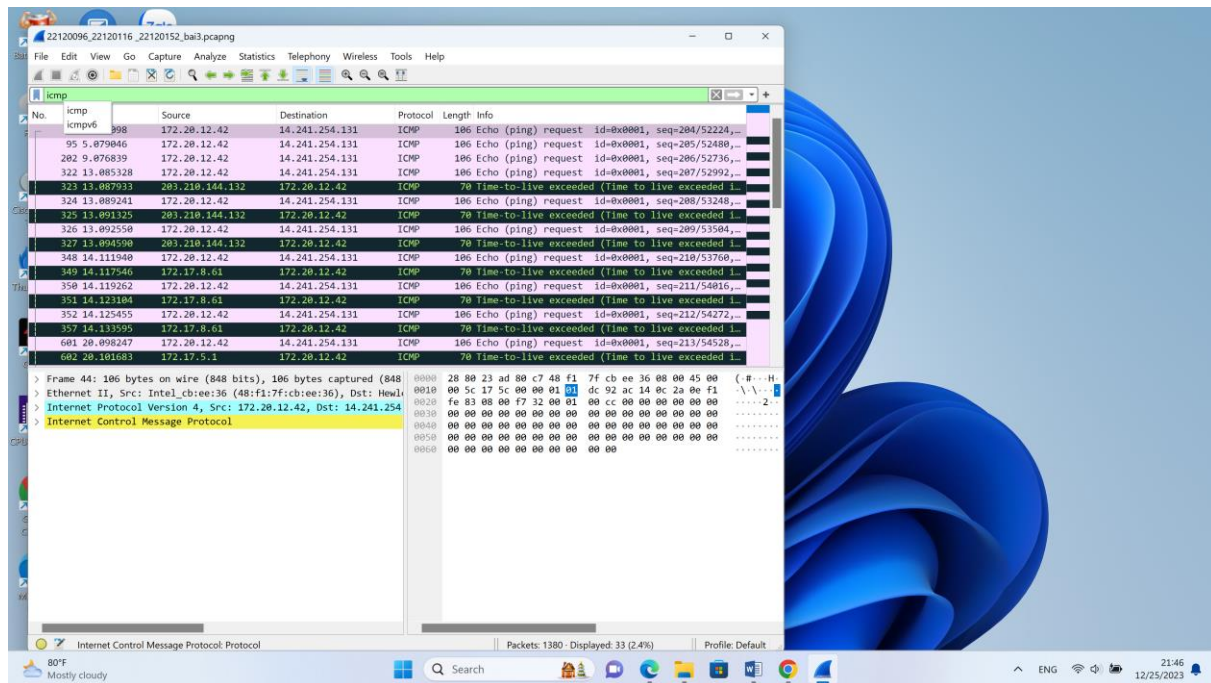 22120096_22120116 _22120152_bai3.pcapng
File Edit View Go Capture Analyze Statistics Telephony Wireless Tools Help
icmp
icmp
icmpv6
No. Source Destination Protocol Length Info
098 172.20.12.42 14.241.254.131 ICMP 106 Echo (ping) request id=0x0001, seq=204/52224,…
95 5.079046 172.20.12.42 14.241.254.131 ICMP 106 Echo (ping) request id=0x0001, seq=205/52480,…
202 9.076839 172.20.12.42 14.241.254.131 ICMP 106 Echo (ping) request id=0x0001, seq=206/52736,…
322 13.085328 172.20.12.42 14.241.254.131 ICMP 106 Echo (ping) request id=0x0001, seq=207/52992,…
323 13.087933 203.210.144.132 172.20.12.42 ICMP 70 Time-to-live exceeded (Time to live exceeded i…
324 13.089241 172.20.12.42 14.241.254.131 ICMP 106 Echo (ping) request id=0x0001, seq=208/53248,…
325 13.091325 203.210.144.132 172.20.12.42 ICMP 70 Time-to-live exceeded (Time to live exceeded i…
326 13.092550 172.20.12.42 14.241.254.131 ICMP 106 Echo (ping) request id=0x0001, seq=209/53504,…
327 13.094590 203.210.144.132 172.20.12.42 ICMP 70 Time-to-live exceeded (Time to live exceeded i…
348 14.111940 172.20.12.42 14.241.254.131 ICMP 106 Echo (ping) request id=0x0001, seq=210/53760,…
349 14.117546 172.17.8.61 172.20.12.42 ICMP 70 Time-to-live exceeded (Time to live exceeded i…
350 14.119262 172.20.12.42 14.241.254.131 ICMP 106 Echo (ping) request id=0x0001, seq=211/54016,…
351 14.123104 172.17.8.61 172.20.12.42 ICMP 70 Time-to-live exceeded (Time to live exceeded i…
352 14.125455 172.20.12.42 14.241.254.131 ICMP 106 Echo (ping) request id=0x0001, seq=212/54272,…
357 14.133595 172.17.8.61 172.20.12.42 ICMP 70 Time-to-live exceeded (Time to live exceeded i…
601 20.098247 172.20.12.42 14.241.254.131 ICMP 106 Echo (ping) request id=0x0001, seq=213/54528,…
602 20.101683 172.17.5.1 172.20.12.42 ICMP 70 Time-to-live exceeded (Time to live exceeded i…
> Frame 44: 106 bytes on wire (848 bits), 106 bytes captured (848
> Ethernet II, Src: Intel_cb:ee:36 (48:f1:7f:cb:ee:36), Dst: Hewl
> Internet Protocol Version 4, Src: 172.20.12.42, Dst: 14.241.254
> Internet Control Message Protocol
0000 28 80 23 ad 80 c7 48 f1 7f cb ee 36 08 00 45 00 (·#···H·
0010 00 5c 17 5c 00 00 01 01 dc 92 ac 14 0c 2a 0e f1 ·\·\····
0020 fe 83 08 00 f7 32 00 01 00 cc 00 00 00 00 00 00 ·····2··
0030 00 00 00 00 00 00 00 00 00 00 00 00 00 00 00 00 ········
0040 00 00 00 00 00 00 00 00 00 00 00 00 00 00 00 00 ········
0050 00 00 00 00 00 00 00 00 00 00 00 00 00 00 00 00 ········
0060 00 00 00 00 00 00 00 00 00 00 ········
Internet Control Message Protocol: Protocol Packets: 1380 · Displayed: 33 (2.4%) Profile: Default
80°F
Mostly cloudy
Search
ENG
21:46
12/25/2023